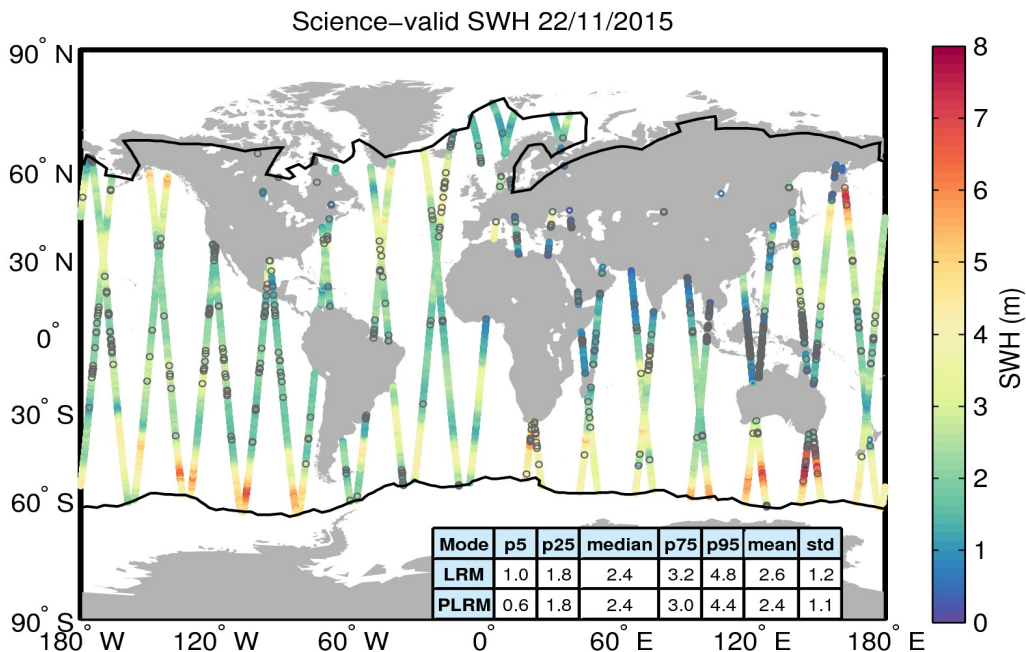 Science−valid SWH 22/11/2015
90° N
60° N
30° N
0°
30° S
60° S
90° S
180° W
120° W
60° W
0°
60° E
120° E
180° E
8
7
6
5
4
3
2
1
0
SWH (m)
Mode p5 p25 median p75 p95 mean std
LRM 1.0 1.8 2.4 3.2 4.8 2.6 1.2
PLRM 0.6 1.8 2.4 3.0 4.4 2.4 1.1